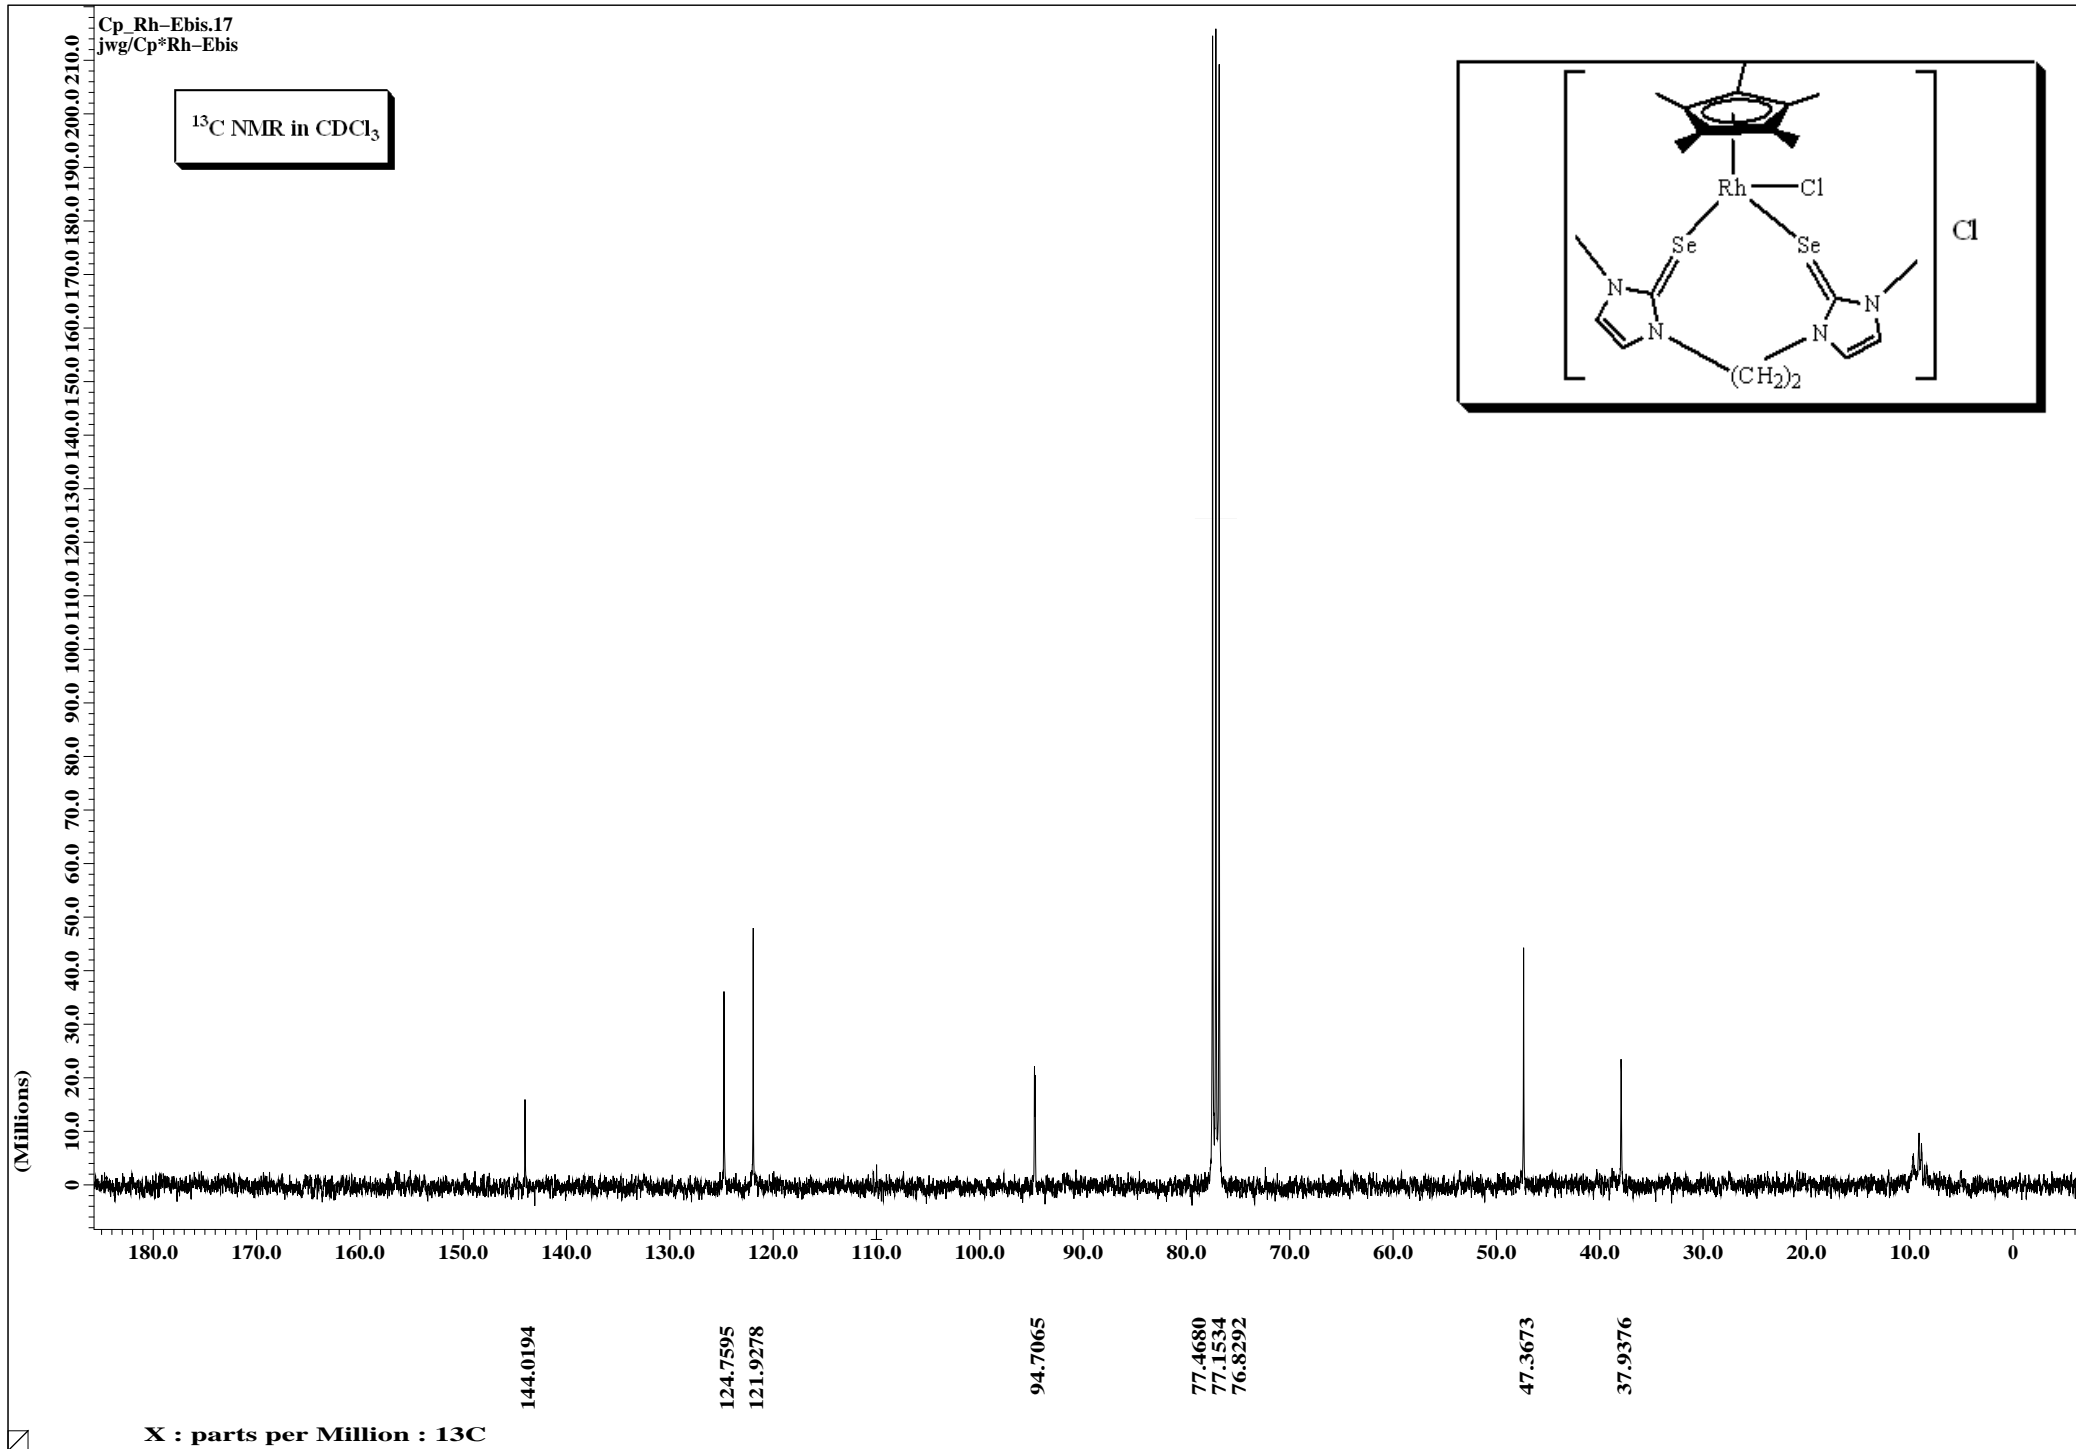 Cp_Rh-Ebis.17
jwg/Cp*Rh-Ebis
¹³C NMR in CDCl₃
Rh
Cl
Se
Se
Cl
N
N
N
N
(CH₂)₂
210.0
200.0
190.0
180.0
170.0
160.0
150.0
140.0
130.0
120.0
110.0
100.0
90.0
80.0
70.0
60.0
50.0
40.0
30.0
20.0
10.0
0
(Millions)
180.0 170.0 160.0 150.0 140.0 130.0 120.0 110.0 100.0 90.0 80.0 70.0 60.0 50.0 40.0 30.0 20.0 10.0 0
144.0194
124.7595
121.9278
94.7065
77.4680
77.1534
76.8292
47.3673
37.9376
X : parts per Million : 13C